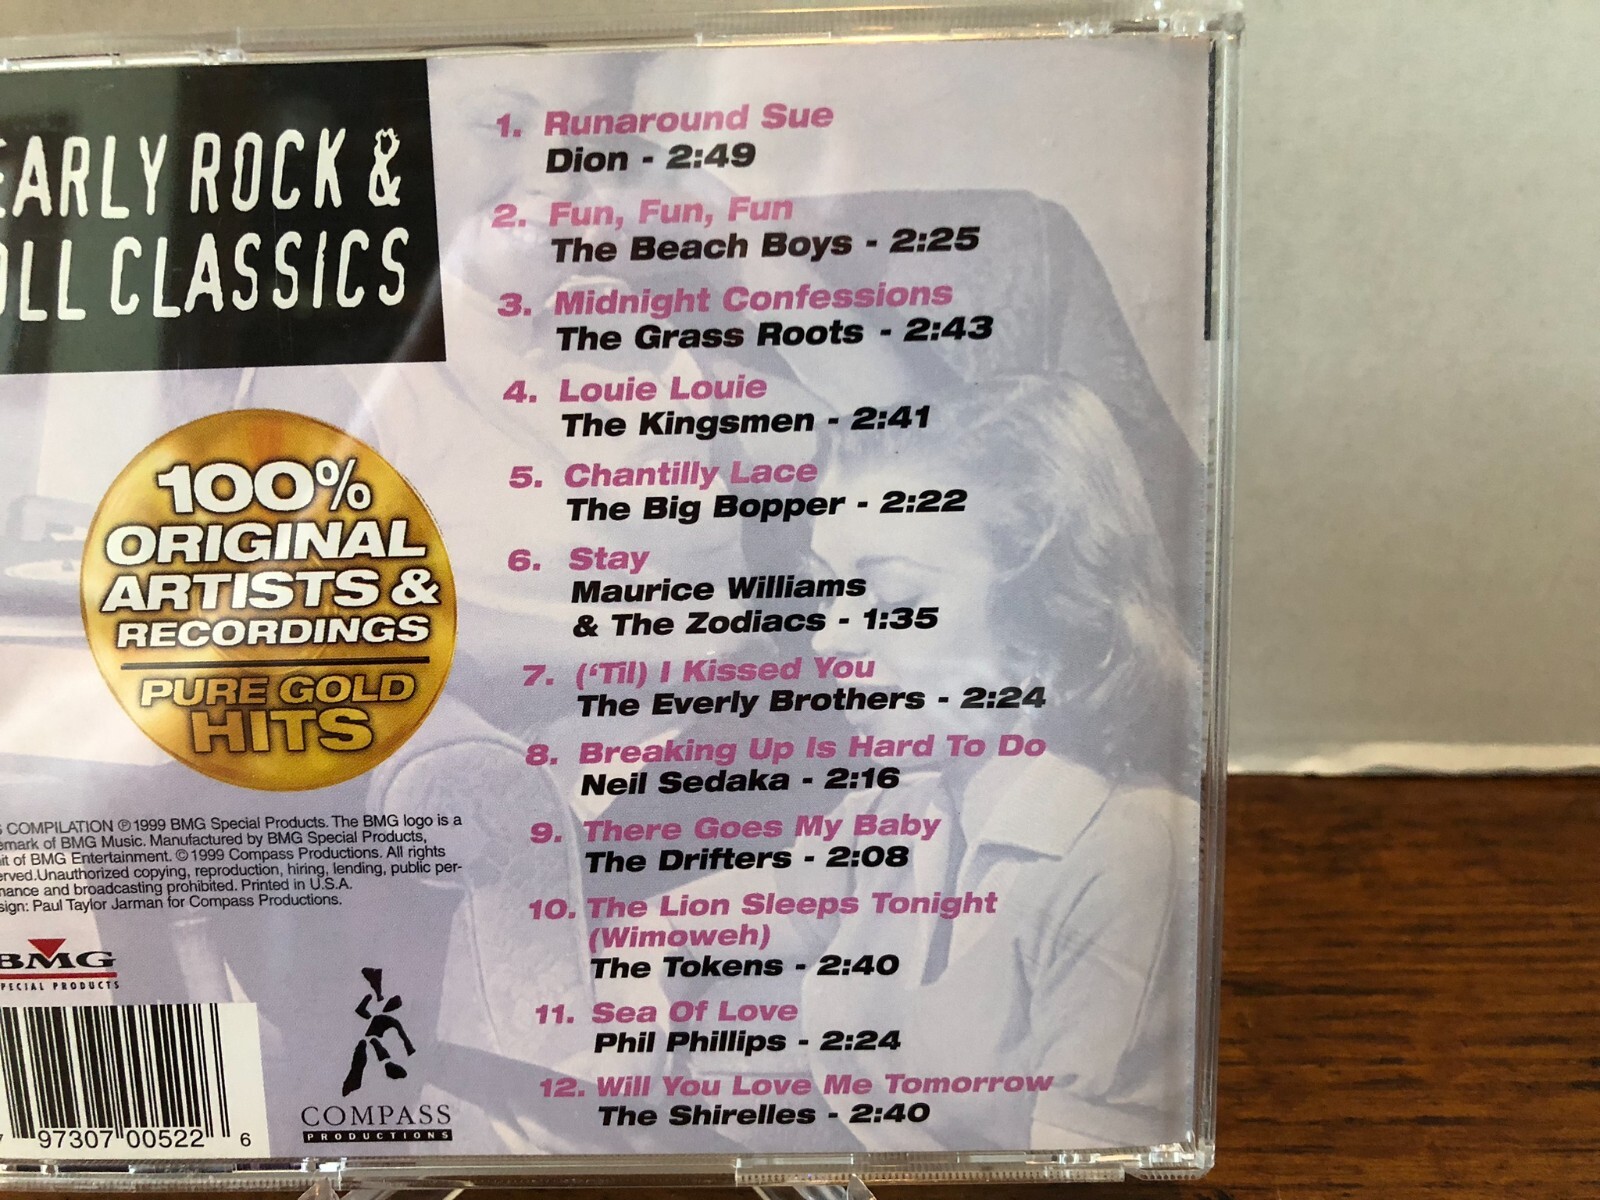 EARLY ROCK &
OLL CLASSICS
100%
ORIGINAL
ARTISTS &
RECORDINGS
PURE GOLD
HITS
COMPILATION ℗ 1999 BMG Special Products. The BMG logo is a
emark of BMG Music. Manufactured by BMG Special Products,
it of BMG Entertainment. © 1999 Compass Productions. All rights
erved.Unauthorized copying, reproduction, hiring, lending, public per-
mance and broadcasting prohibited. Printed in U.S.A.
sign: Paul Taylor Jarman for Compass Productions.
BMG
SPECIAL PRODUCTS
7 97307 00522 6
COMPASS
PRODUCTIONS
1. Runaround Sue
Dion - 2:49
2. Fun, Fun, Fun
The Beach Boys - 2:25
3. Midnight Confessions
The Grass Roots - 2:43
4. Louie Louie
The Kingsmen - 2:41
5. Chantilly Lace
The Big Bopper - 2:22
6. Stay
Maurice Williams
& The Zodiacs - 1:35
7. (‘Til) I Kissed You
The Everly Brothers - 2:24
8. Breaking Up Is Hard To Do
Neil Sedaka - 2:16
9. There Goes My Baby
The Drifters - 2:08
10. The Lion Sleeps Tonight
(Wimoweh)
The Tokens - 2:40
11. Sea Of Love
Phil Phillips - 2:24
12. Will You Love Me Tomorrow
The Shirelles - 2:40